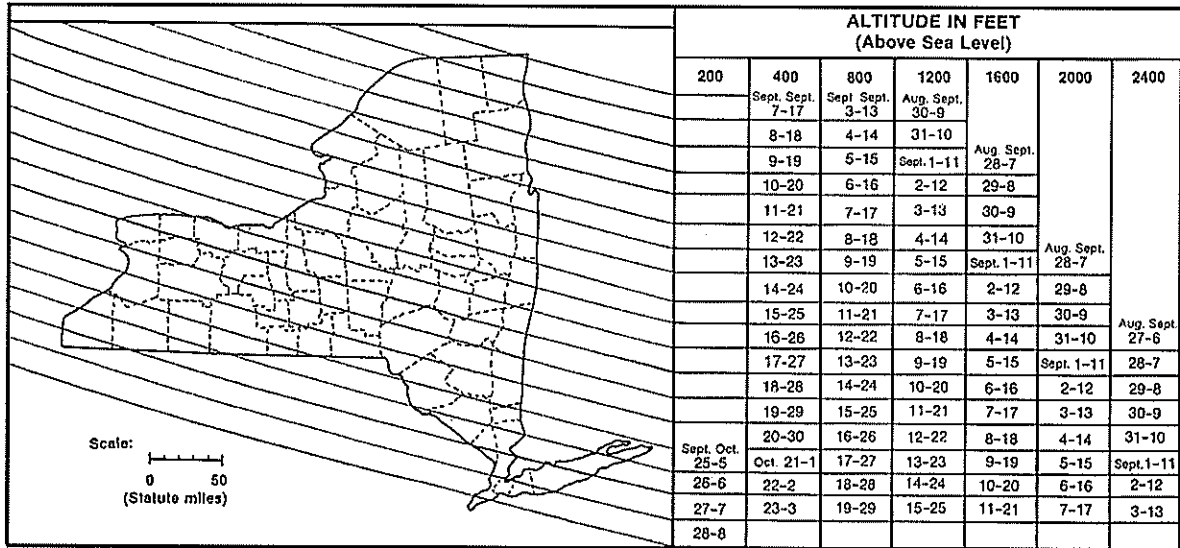 ALTITUDE IN FEET
(Above Sea Level)
200 400 800 1200 1600 2000 2400
Sept. Sept. Sept Sept. Aug. Sept.
7-17 3-13 30-9
8-18 4-14 31-10
Aug. Sept.
9-19 5-15 Sept. 1-11 28-7
10-20 6-16 2-12 29-8
11-21 7-17 3-13 30-9
12-22 8-18 4-14 31-10
Aug. Sept.
13-23 9-19 5-15 Sept. 1-11 28-7
14-24 10-20 6-16 2-12 29-8
15-25 11-21 7-17 3-13 30-9
Aug. Sept.
16-26 12-22 8-18 4-14 31-10 27-6
17-27 13-23 9-19 5-15 Sept. 1-11 28-7
18-28 14-24 10-20 6-16 2-12 29-8
19-29 15-25 11-21 7-17 3-13 30-9
20-30 16-26 12-22 8-18 4-14 31-10
Sept. Oct.
25-5 Oct. 21-1 17-27 13-23 9-19 5-15 Sept. 1-11
26-6 22-2 18-28 14-24 10-20 6-16 2-12
27-7 23-3 19-29 15-25 11-21 7-17 3-13
28-8
Scale:
0 50
(Statute miles)